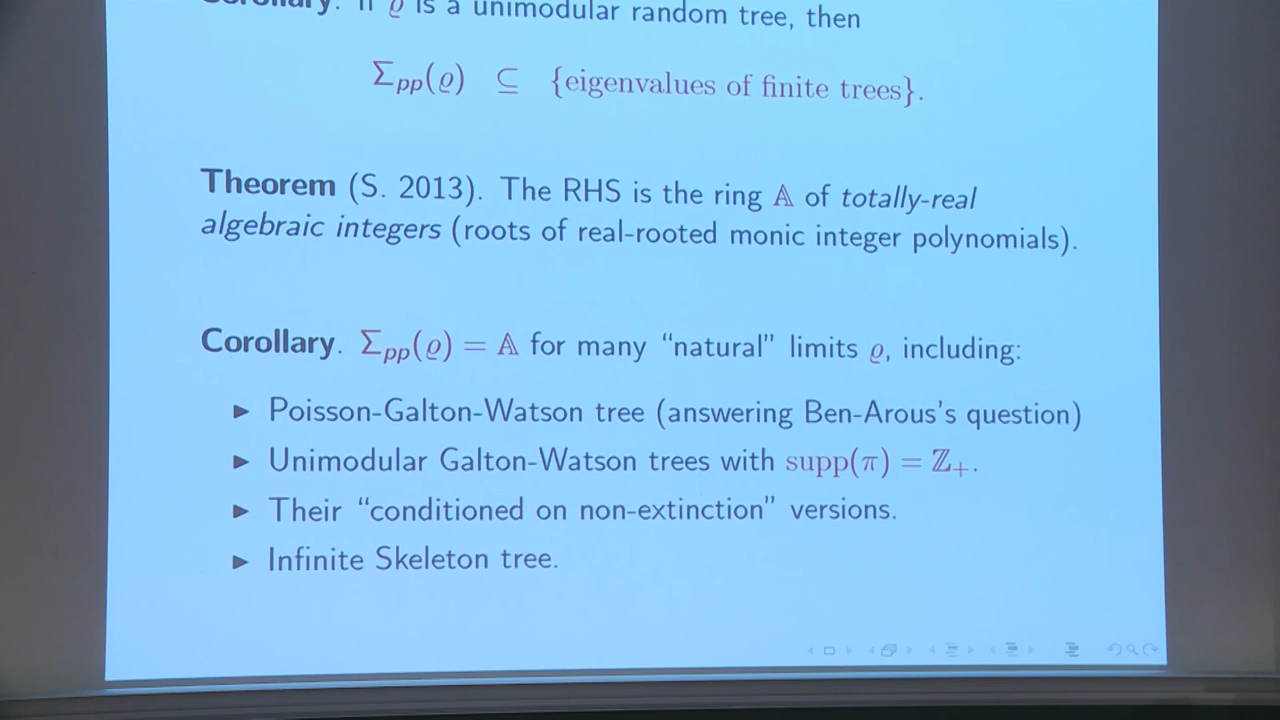 Corollary. If ϱ is a unimodular random tree, then
Σpp(ϱ) ⊆ {eigenvalues of finite trees}.
Theorem (S. 2013). The RHS is the ring 𝔸 of totally-real
algebraic integers (roots of real-rooted monic integer polynomials).
Corollary. Σpp(ϱ) = 𝔸 for many “natural” limits ϱ, including:
▶ Poisson-Galton-Watson tree (answering Ben-Arous's question)
▶ Unimodular Galton-Watson trees with supp(π) = ℤ+.
▶ Their “conditioned on non-extinction” versions.
▶ Infinite Skeleton tree.